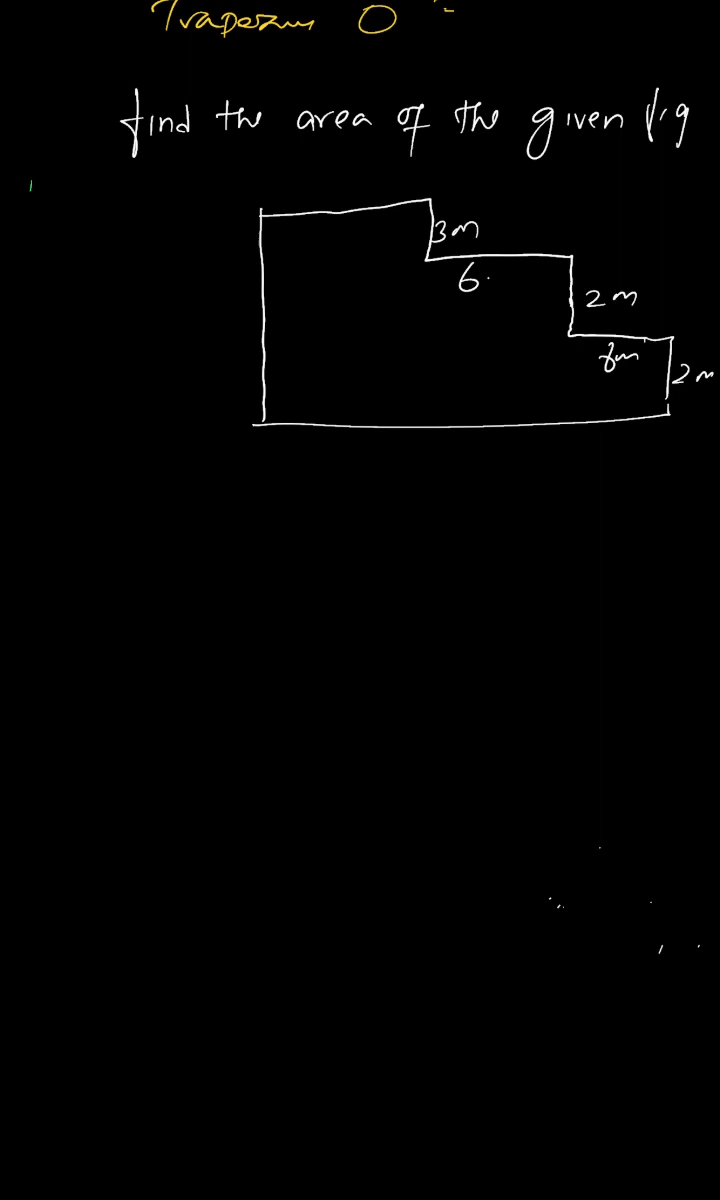 Trapezium
find the area of the given fig
3m
6.
2m
2m